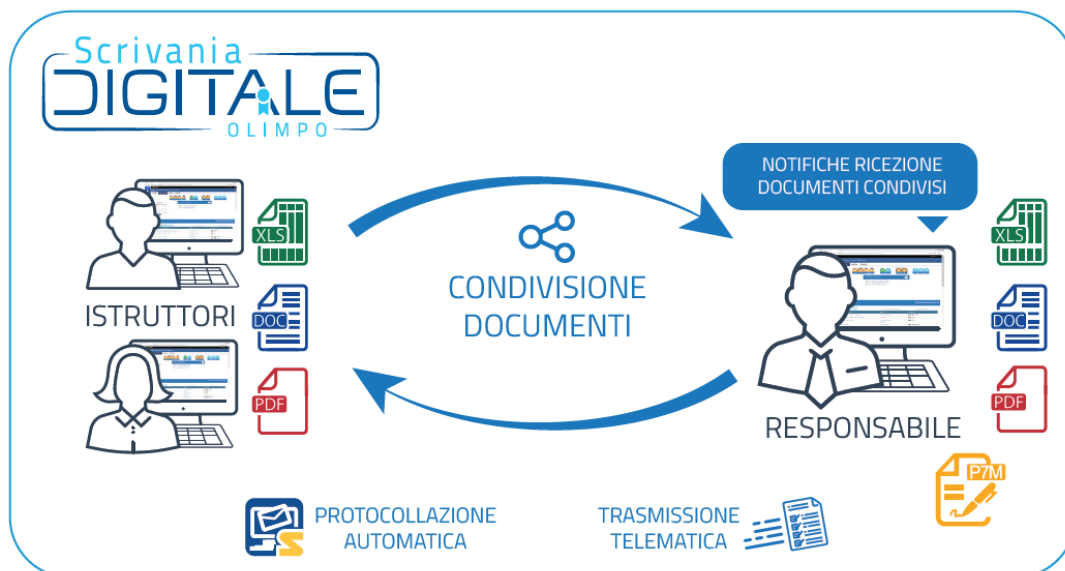 Scrivania
DIGITALE
OLIMPO
NOTIFICHE RICEZIONE
DOCUMENTI CONDIVISI
XLS
DOC
PDF
ISTRUTTORI
CONDIVISIONE
DOCUMENTI
XLS
DOC
PDF
RESPONSABILE
P7M
PROTOCOLLAZIONE
AUTOMATICA
TRASMISSIONE
TELEMATICA